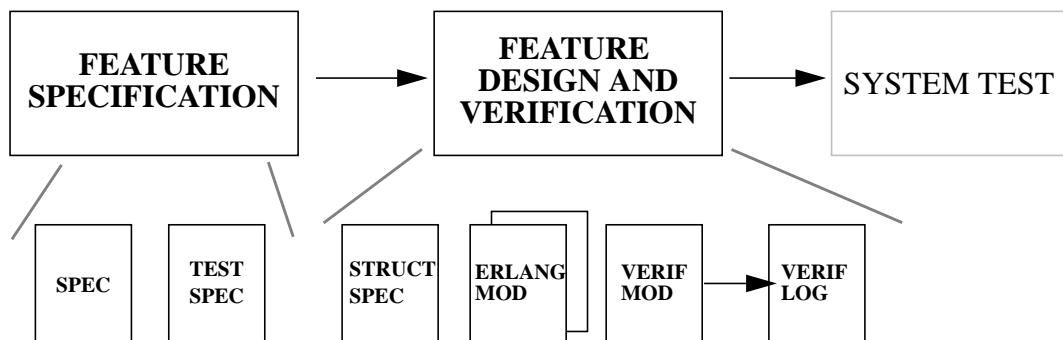 FEATURE
SPECIFICATION
FEATURE
DESIGN AND
VERIFICATION
SYSTEM TEST
SPEC
TEST
SPEC
STRUCT
SPEC
ERLANG
MOD
VERIF
MOD
VERIF
LOG